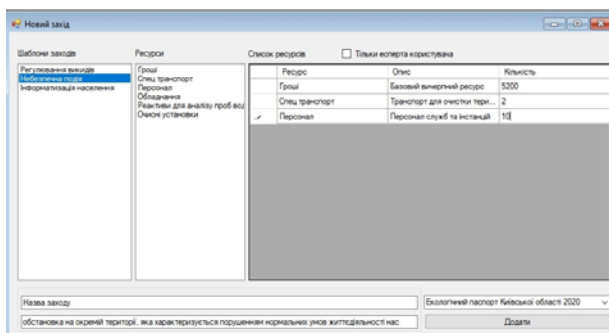 Новий захід
Шаблони заходів
Ресурси
Список ресурсів
Тільки есперта користувача
Регулювання викидів
Небезпечна подія
Інформатизація населення
Гроші
Спец транспорт
Персонал
Обладнання
Реактиви для аналізу проб вод
Очисні установки
Ресурс Опис Кількість
Гроші Базовий вичерпний ресурс 5200
Спец транспорт Транспорт для очистки тери... 2
Персонал Персонал служб та інстанцій 10
Назва заходу
Екологічний паспорт Київської області 2020
обстановка на окремій території, яка характеризується порушенням нормальних умов життєдіяльності нас
Додати